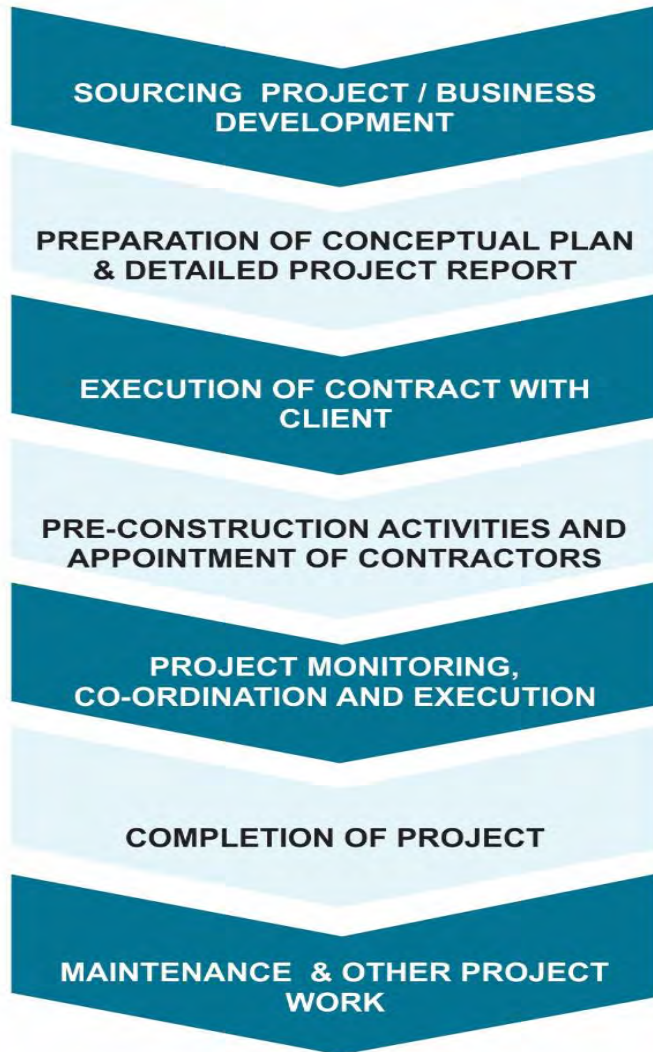 SOURCING PROJECT / BUSINESS
DEVELOPMENT
PREPARATION OF CONCEPTUAL PLAN
& DETAILED PROJECT REPORT
EXECUTION OF CONTRACT WITH
CLIENT
PRE-CONSTRUCTION ACTIVITIES AND
APPOINTMENT OF CONTRACTORS
PROJECT MONITORING,
CO-ORDINATION AND EXECUTION
COMPLETION OF PROJECT
MAINTENANCE & OTHER PROJECT
WORK